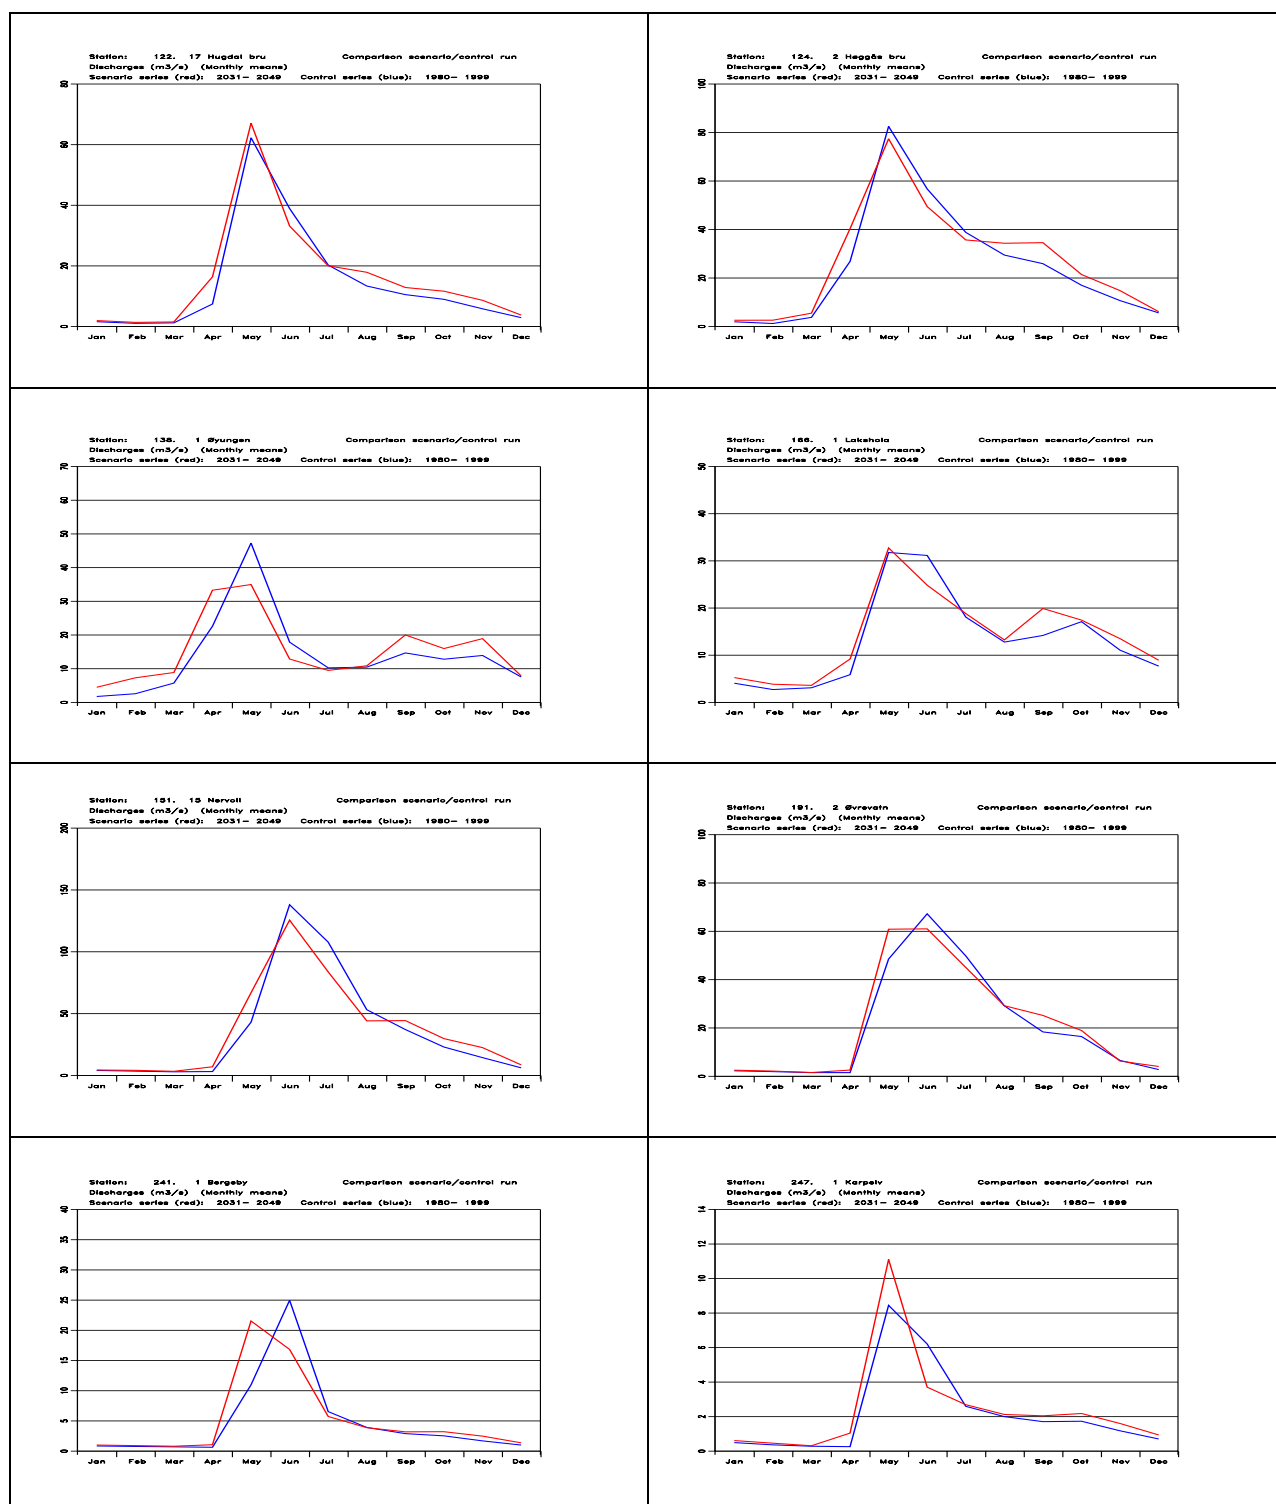 Station: 122. 17 Hugdal bru Comparison scenario/control run
Discharges (m3/s) (Monthly means)
Scenario series (red): 2031- 2049 Control series (blue): 1980- 1999
80
60
40
20
0
Jan Feb Mar Apr May Jun Jul Aug Sep Oct Nov Dec
Station: 124. 2 Høggås bru Comparison scenario/control run
Discharges (m3/s) (Monthly means)
Scenario series (red): 2031- 2049 Control series (blue): 1980- 1999
100
80
60
40
20
0
Jan Feb Mar Apr May Jun Jul Aug Sep Oct Nov Dec
Station: 138. 1 Øyungen Comparison scenario/control run
Discharges (m3/s) (Monthly means)
Scenario series (red): 2031- 2049 Control series (blue): 1980- 1999
70
60
50
40
30
20
10
0
Jan Feb Mar Apr May Jun Jul Aug Sep Oct Nov Dec
Station: 166. 1 Lakshola Comparison scenario/control run
Discharges (m3/s) (Monthly means)
Scenario series (red): 2031- 2049 Control series (blue): 1980- 1999
50
40
30
20
10
0
Jan Feb Mar Apr May Jun Jul Aug Sep Oct Nov Dec
Station: 151. 15 Nervoll Comparison scenario/control run
Discharges (m3/s) (Monthly means)
Scenario series (red): 2031- 2049 Control series (blue): 1980- 1999
200
150
100
50
0
Jan Feb Mar Apr May Jun Jul Aug Sep Oct Nov Dec
Station: 191. 2 Øvrevatn Comparison scenario/control run
Discharges (m3/s) (Monthly means)
Scenario series (red): 2031- 2049 Control series (blue): 1980- 1999
100
80
60
40
20
0
Jan Feb Mar Apr May Jun Jul Aug Sep Oct Nov Dec
Station: 241. 1 Bergeby Comparison scenario/control run
Discharges (m3/s) (Monthly means)
Scenario series (red): 2031- 2049 Control series (blue): 1980- 1999
40
35
30
25
20
15
10
5
0
Jan Feb Mar Apr May Jun Jul Aug Sep Oct Nov Dec
Station: 247. 1 Karpelv Comparison scenario/control run
Discharges (m3/s) (Monthly means)
Scenario series (red): 2031- 2049 Control series (blue): 1980- 1999
14
12
10
8
6
4
2
0
Jan Feb Mar Apr May Jun Jul Aug Sep Oct Nov Dec